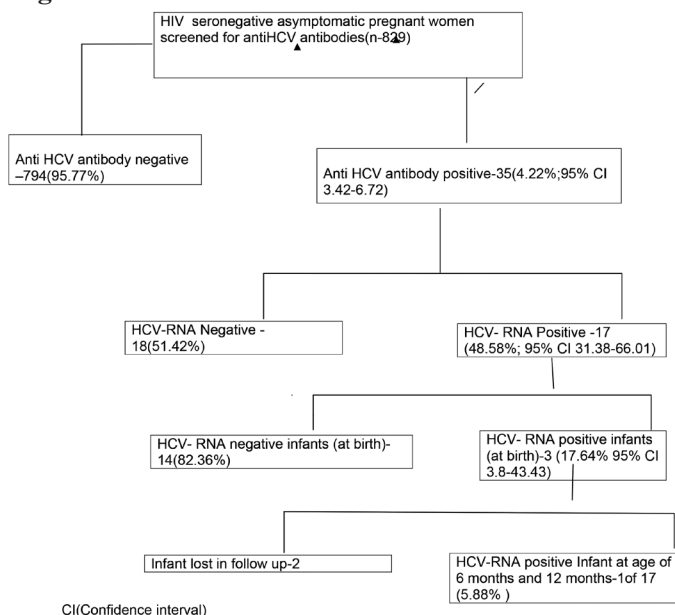 HIV seronegative asymptomatic pregnant women
screened for antiHCV antibodies(n-829)
Anti HCV antibody negative
–794(95.77%)
Anti HCV antibody positive-35(4.22%;95% CI
3.42-6.72)
HCV-RNA Negative -
18(51.42%)
HCV- RNA Positive -17
(48.58%; 95% CI 31.38-66.01)
HCV- RNA negative infants (at birth)-
14(82.36%)
HCV- RNA positive infants
(at birth)-3 (17.64% 95% CI
3.8-43.43)
Infant lost in follow up-2
HCV-RNA positive Infant at age of
6 months and 12 months-1of 17
(5.88% )
CI(Confidence interval)